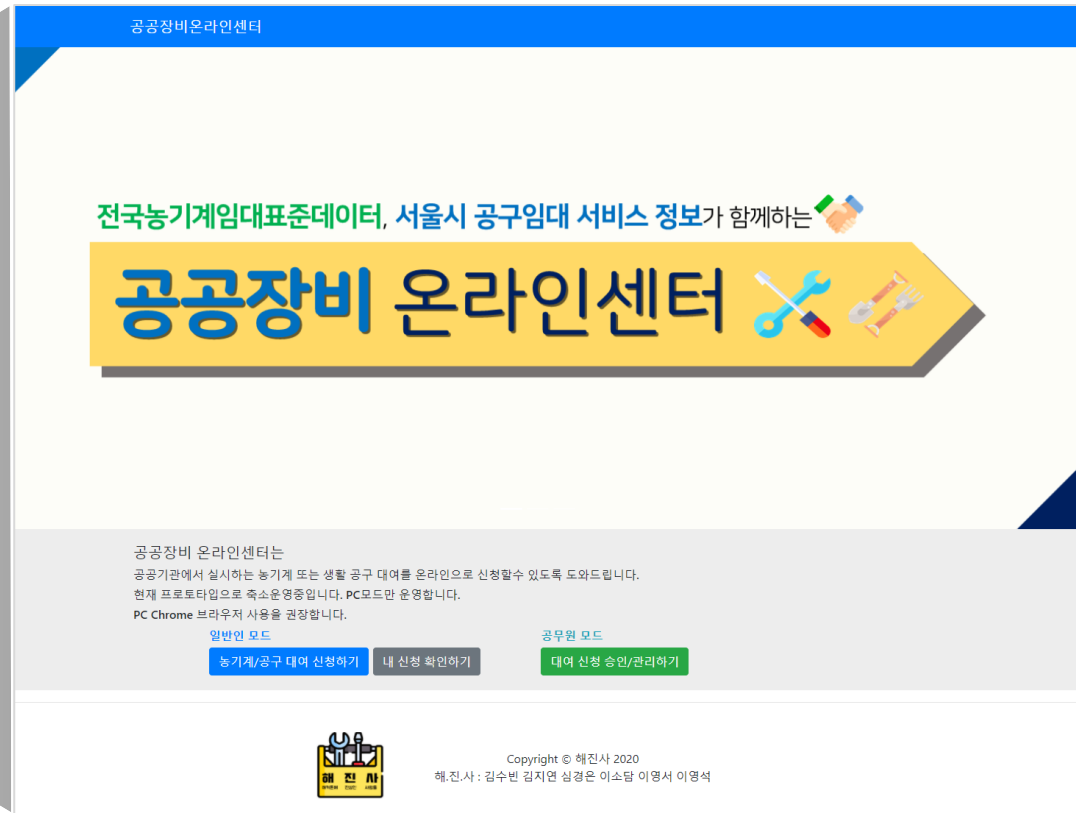 공공장비온라인센터
전국농기계임대표준데이터, 서울시 공구임대 서비스 정보가 함께하는
공공장비 온라인센터
공공장비 온라인센터는
공공기관에서 실시하는 농기계 또는 생활 공구 대여를 온라인으로 신청할수 있도록 도와드립니다.
현재 프로토타입으로 축소운영중입니다. PC모드만 운영합니다.
PC Chrome 브라우저 사용을 권장합니다.
일반인 모드
공무원 모드
농기계/공구 대여 신청하기
내 신청 확인하기
대여 신청 승인/관리하기
해 진 사
Copyright © 해진사 2020
해.진.사 : 김수빈 김지연 심경은 이소담 이영서 이영석